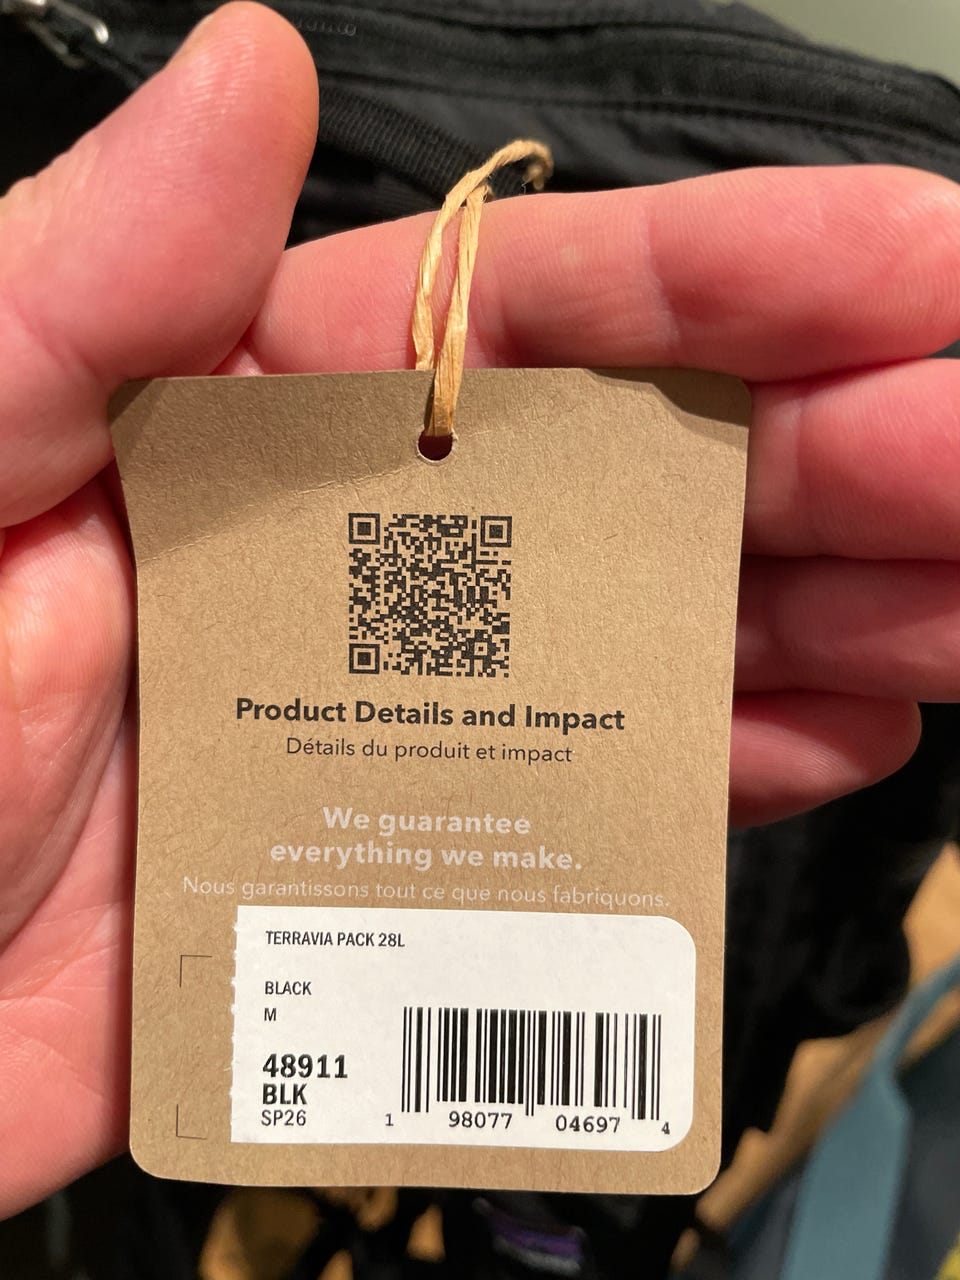 Product Details and Impact
Détails du produit et impact
We guarantee
everything we make.
Nous garantissons tout ce que nous fabriquons.
TERRAVIA PACK 28L
BLACK
M
48911
BLK
SP26
1 98077 04697 4